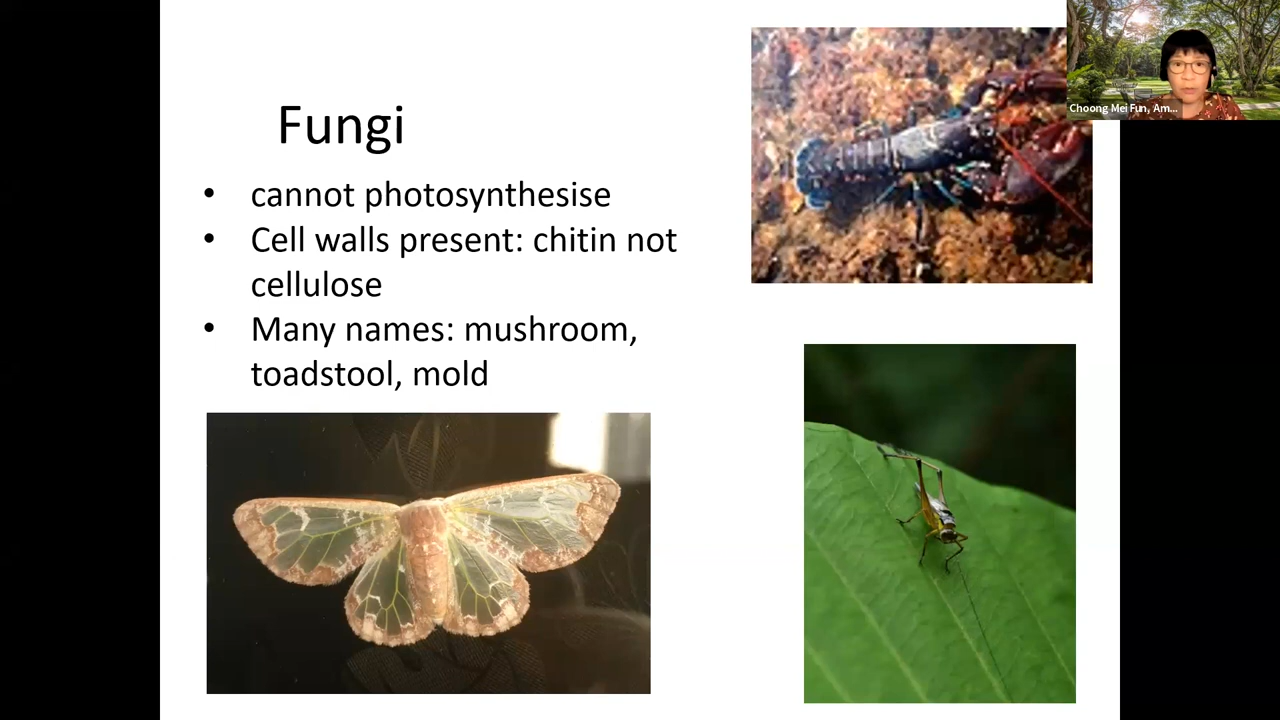 Choong Mei Fun, Am...
Fungi
• cannot photosynthesise
• Cell walls present: chitin not
cellulose
• Many names: mushroom,
toadstool, mold